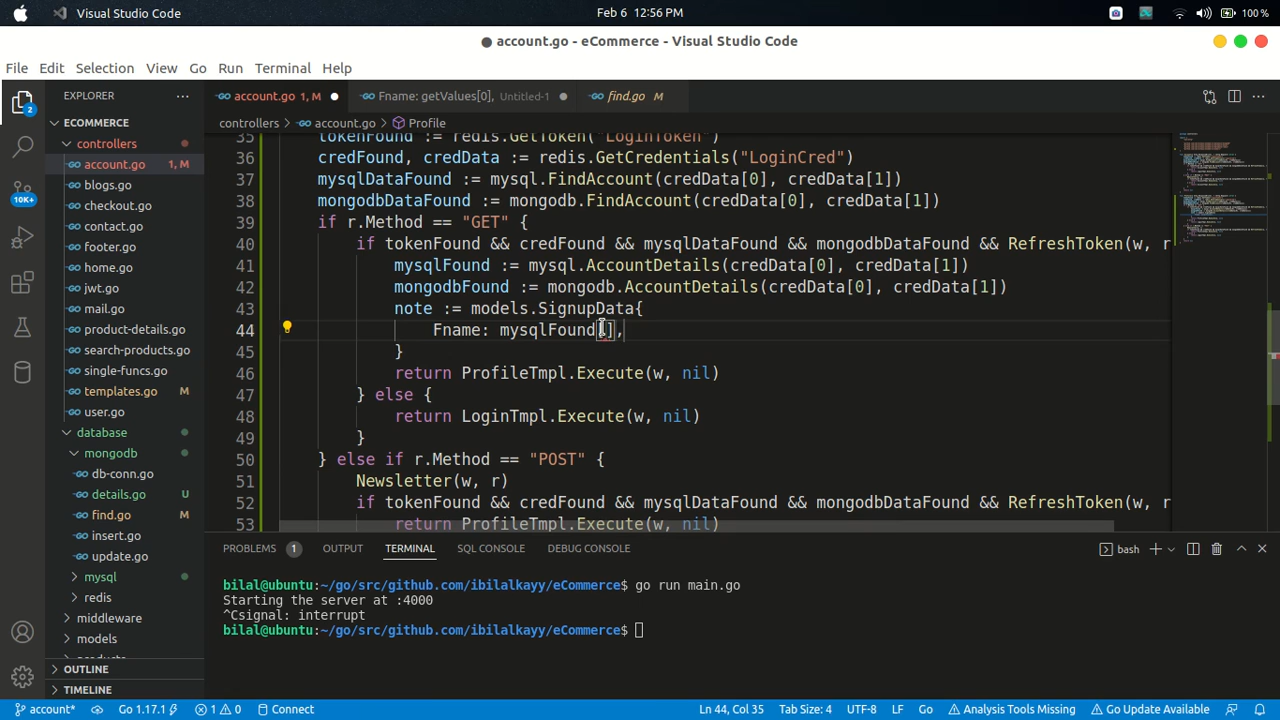 Visual Studio Code
Feb 6 12:56 PM
100 %
account.go - eCommerce - Visual Studio Code
File Edit Selection View Go Run Terminal Help
EXPLORER
account.go 1, M
Fname: getValues[0], Untitled-1
find.go M
controllers > account.go > Profile
ECOMMERCE
controllers
account.go 1, M
blogs.go
checkout.go
contact.go
footer.go
home.go
jwt.go
mail.go
product-details.go
search-products.go
single-funcs.go
templates.go M
user.go
database
mongodb
db-conn.go
details.go U
find.go M
insert.go
update.go
mysql
redis
middleware
models
OUTLINE
TIMELINE
2
10K+
35 tokenFound := redis.GetToken("LoginToken")
36 credFound, credData := redis.GetCredentials("LoginCred")
37 mysqlDataFound := mysql.FindAccount(credData[0], credData[1])
38 mongodbDataFound := mongodb.FindAccount(credData[0], credData[1])
39 if r.Method == "GET" {
40 if tokenFound && credFound && mysqlDataFound && mongodbDataFound && RefreshToken(w, r
41 mysqlFound := mysql.AccountDetails(credData[0], credData[1])
42 mongodbFound := mongodb.AccountDetails(credData[0], credData[1])
43 note := models.SignupData{
44 Fname: mysqlFound[],
45 }
46 return ProfileTmpl.Execute(w, nil)
47 } else {
48 return LoginTmpl.Execute(w, nil)
49 }
50 } else if r.Method == "POST" {
51 Newsletter(w, r)
52 if tokenFound && credFound && mysqlDataFound && mongodbDataFound && RefreshToken(w, r
53 return ProfileTmpl.Execute(w, nil)
PROBLEMS 1 OUTPUT TERMINAL SQL CONSOLE DEBUG CONSOLE
bash
bilal@ubuntu:~/go/src/github.com/ibilalkayy/eCommerce$ go run main.go
Starting the server at :4000
^Csignal: interrupt
bilal@ubuntu:~/go/src/github.com/ibilalkayy/eCommerce$
account* Go 1.17.1 1 0 Connect
Ln 44, Col 35 Tab Size: 4 UTF-8 LF Go Analysis Tools Missing Go Update Available